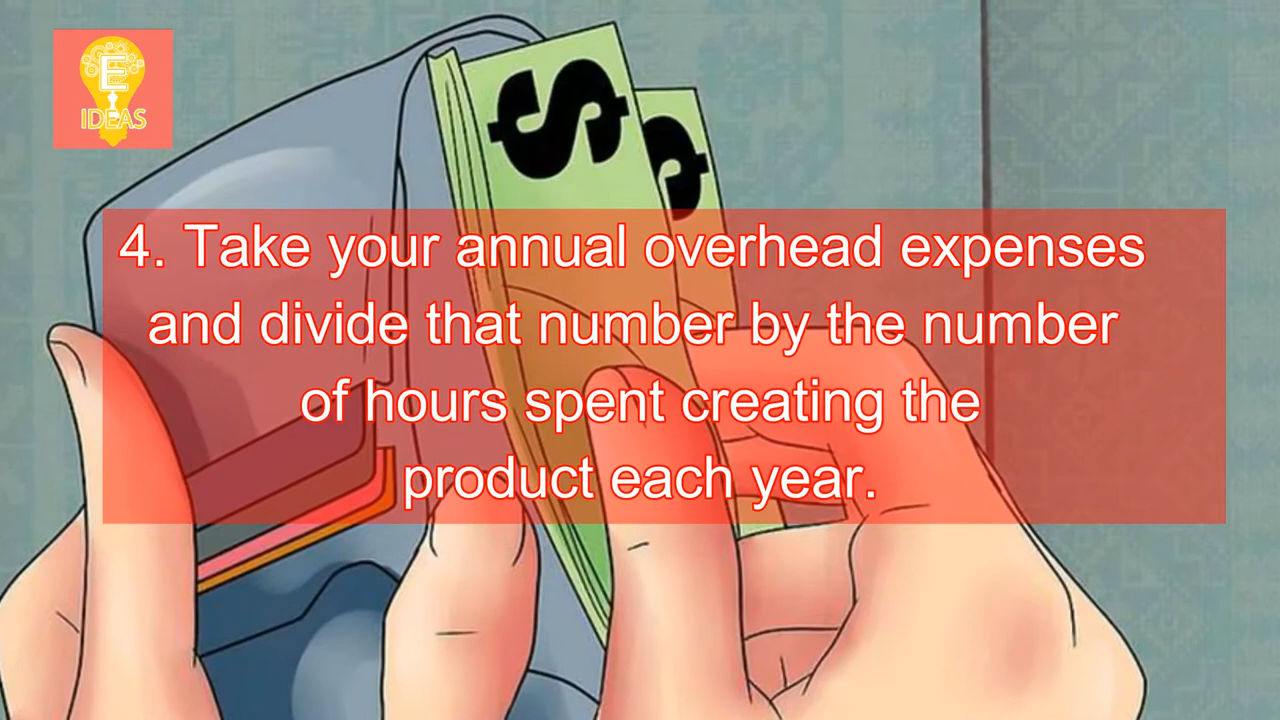 E
IDEAS
4. Take your annual overhead expenses
and divide that number by the number
of hours spent creating the
product each year.
$
$